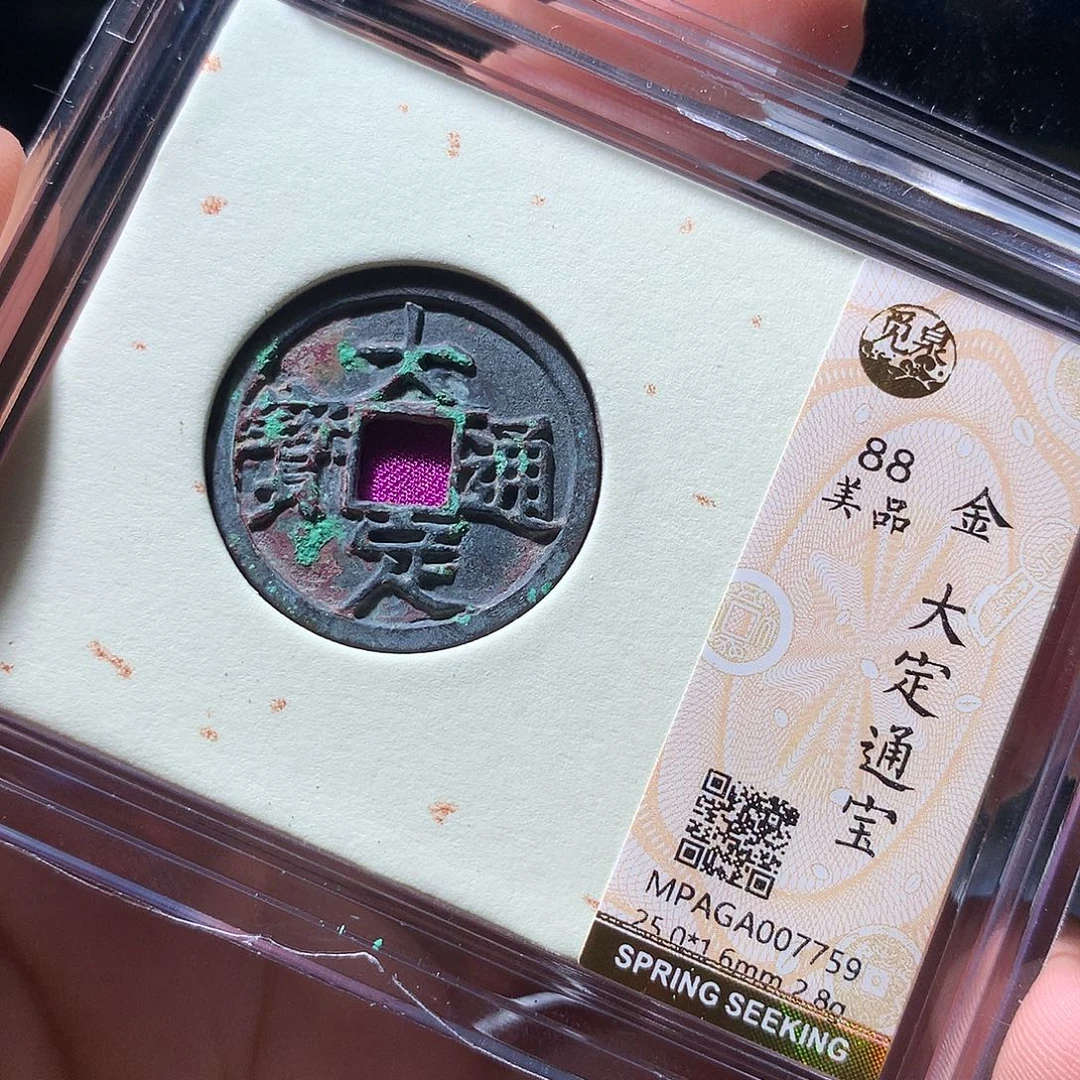 大定通寳
觅泉
88
美品
金 大定通宝
MPAGA007759
25.0*1.6mm 2.8g
SPRING SEEKING